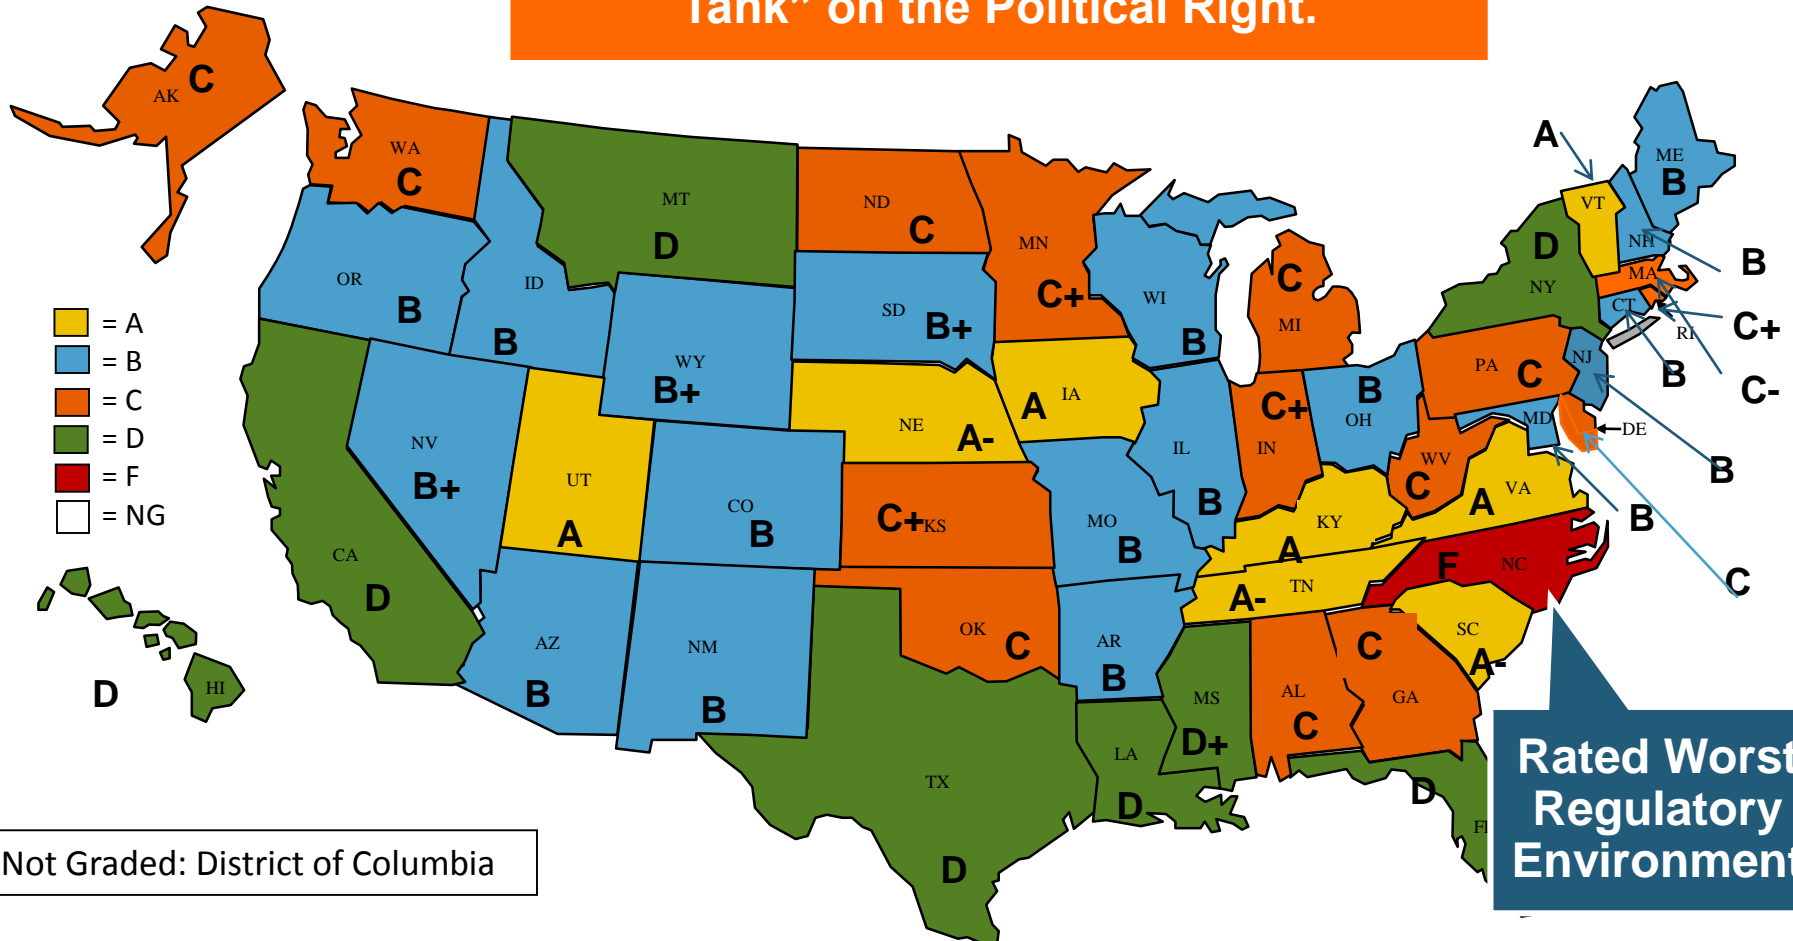 Tank” on the Political Right.
AK C
WA
C
MT
D
ND
C
MN
C+
OR
B
ID
B
SD
B+
WI
B
C
MI
A
VT
ME
B
D
NY
NH
B
MA
CT
RI
C+
B
C-
WY
B+
NE
A-
A IA
PA C
NJ
B
MD
DE
B
C
= A
= B
= C
= D
= F
= NG
NV
B+
UT
A
CO
B
C+ KS
MO
B
IL
B
C+
IN
B
OH
WV
C
VA
A
KY
A
A- TN
F NC
CA
D
AZ
B
NM
B
OK C
AR
B
SC
A-
C
GA
AL
C
MS
D+
LA
D
TX
D
D
D HI
Rated Worst
Regulatory
Environment
Not Graded: District of Columbia